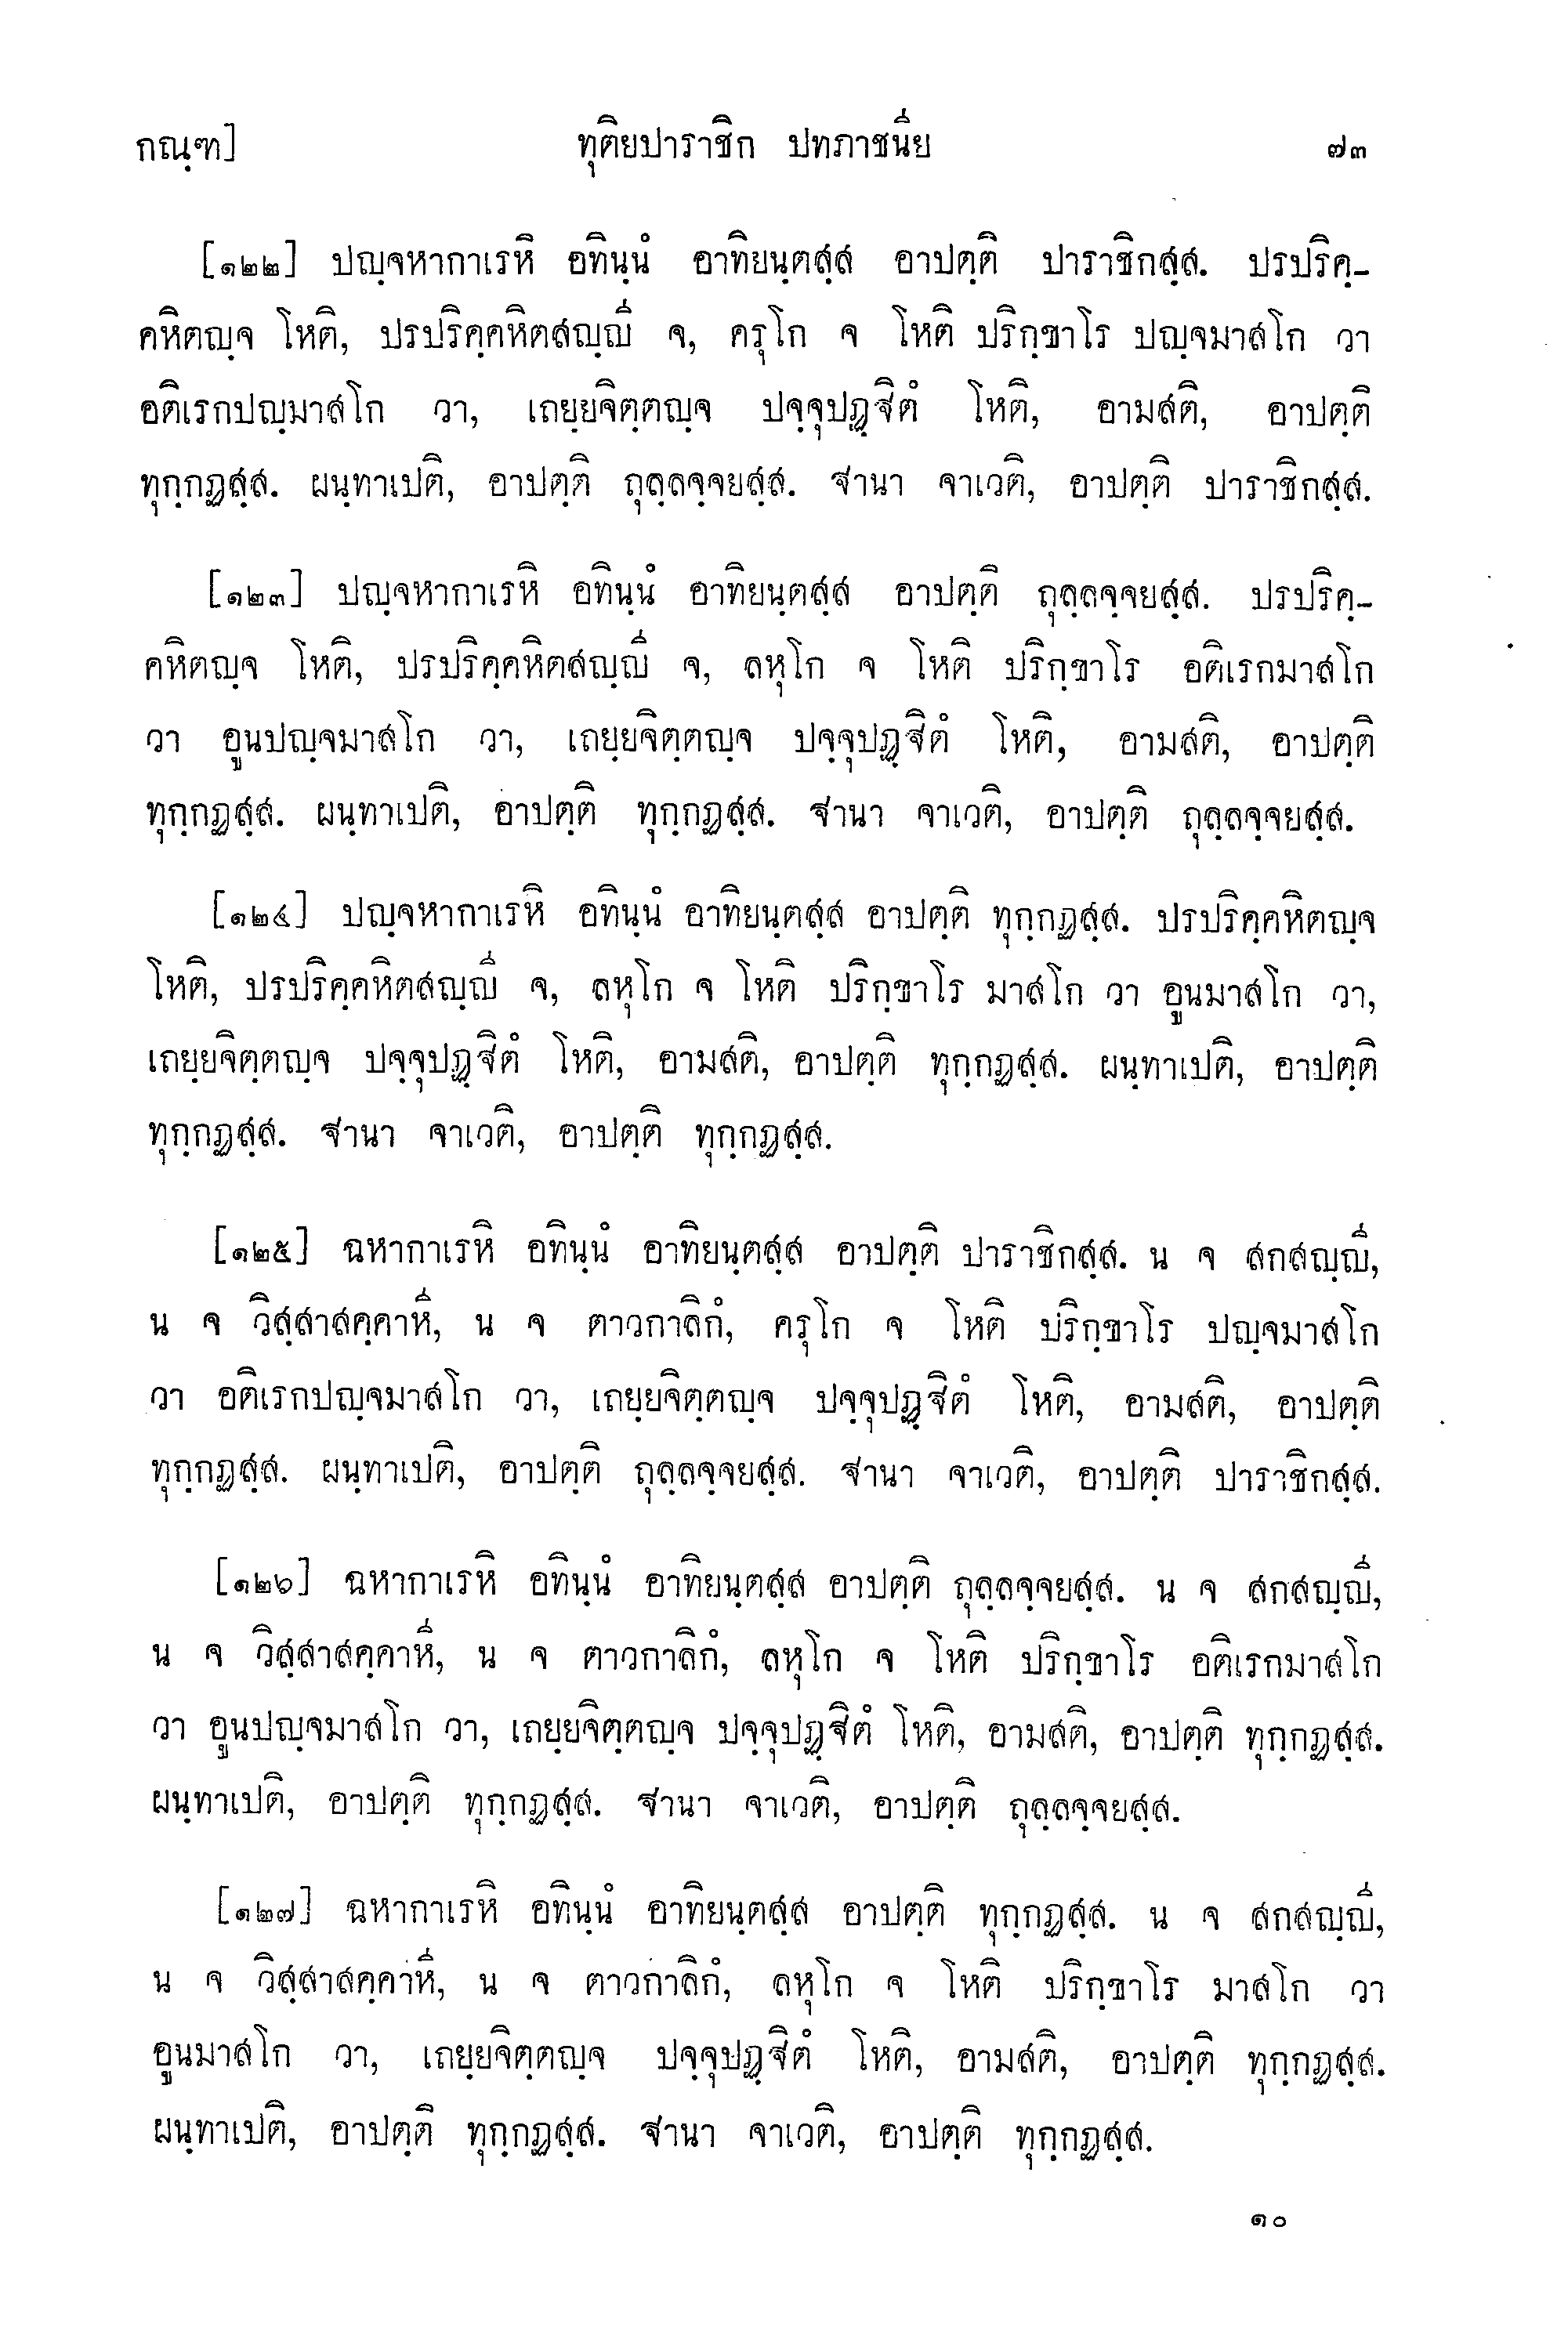 กณฺฑ] ทุติยปาราชิก ปทภาชนีย ๗๓
[๑๒๒] ปญฺจหากาเรหิ อทินฺนํ อาทิยนฺตสฺส อาปตฺติ ปาราชิกสฺส. ปรปริคฺ-
คหิตญฺจ โหติ, ปรปริคฺคหิตสญฺญี จ, ครุโก จ โหติ ปริกฺขาโร ปญฺจมาสโก วา
อติเรกปญฺมาสโก วา, เถยฺยจิตฺตญฺจ ปจฺจุปฏฺฐิตํ โหติ, อามสติ, อาปตฺติ
ทุกฺกฏสฺส. ผนฺทาเปติ, อาปตฺติ ถุลฺลจฺจยสฺส. ฐานา จาเวติ, อาปตฺติ ปาราชิกสฺส.
[๑๒๓] ปญฺจหากาเรหิ อทินฺนํ อาทิยนฺตสฺส อาปตฺติ ถุลฺลจฺจยสฺส. ปรปริคฺ-
คหิตญฺจ โหติ, ปรปริคฺคหิตสญฺญี จ, ลหุโก จ โหติ ปริกฺขาโร อติเรกมาสโก
วา อูนปญฺจมาสโก วา, เถยฺยจิตฺตญฺจ ปจฺจุปฏฺฐิตํ โหติ, อามสติ, อาปตฺติ
ทุกฺกฏสฺส. ผนฺทาเปติ, อาปตฺติ ทุกฺกฏสฺส. ฐานา จาเวติ, อาปตฺติ ถุลฺลจฺจยสฺส.
[๑๒๔] ปญฺจหากาเรหิ อทินฺนํ อาทิยนฺตสฺส อาปตฺติ ทุกฺกฏสฺส. ปรปริคฺคหิตญฺจ
โหติ, ปรปริคฺคหิตสญฺญี จ, ลหุโก จ โหติ ปริกฺขาโร มาสโก วา อูนมาสโก วา,
เถยฺยจิตฺตญฺจ ปจฺจุปฏฺฐิตํ โหติ, อามสติ, อาปตฺติ ทุกฺกฏสฺส. ผนฺทาเปติ, อาปตฺติ
ทุกฺกฏสฺส. ฐานา จาเวติ, อาปตฺติ ทุกฺกฏสฺส.
[๑๒๕] ฉหากาเรหิ อทินฺนํ อาทิยนฺตสฺส อาปตฺติ ปาราชิกสฺส. น จ สกสญฺญี,
น จ วิสฺสาสคฺคาหี, น จ ตาวกาลิกํ, ครุโก จ โหติ ปริกฺขาโร ปญฺจมาสโก
วา อติเรกปญฺจมาสโก วา, เถยฺยจิตฺตญฺจ ปจฺจุปฏฺฐิตํ โหติ, อามสติ, อาปตฺติ
ทุกฺกฏสฺส. ผนฺทาเปติ, อาปตฺติ ถุลฺลจฺจยสฺส. ฐานา จาเวติ, อาปตฺติ ปาราชิกสฺส.
[๑๒๖] ฉหากาเรหิ อทินฺนํ อาทิยนฺตสฺส อาปตฺติ ถุลฺลจฺจยสฺส. น จ สกสญฺญี,
น จ วิสฺสาสคฺคาหี, น จ ตาวกาลิกํ, ลหุโก จ โหติ ปริกฺขาโร อติเรกมาสโก
วา อูนปญฺจมาสโก วา, เถยฺยจิตฺตญฺจ ปจฺจุปฏฺฐิตํ โหติ, อามสติ, อาปตฺติ ทุกฺกฏสฺส.
ผนฺทาเปติ, อาปตฺติ ทุกฺกฏสฺส. ฐานา จาเวติ, อาปตฺติ ถุลฺลจฺจยสฺส.
[๑๒๗] ฉหากาเรหิ อทินฺนํ อาทิยนฺตสฺส อาปตฺติ ทุกฺกฏสฺส. น จ สกสญฺญี,
น จ วิสฺสาสคฺคาหี, น จ ตาวกาลิกํ, ลหุโก จ โหติ ปริกฺขาโร มาสโก วา
อูนมาสโก วา, เถยฺยจิตฺตญฺจ ปจฺจุปฏฺฐิตํ โหติ, อามสติ, อาปตฺติ ทุกฺกฏสฺส.
ผนฺทาเปติ, อาปตฺติ ทุกฺกฏสฺส. ฐานา จาเวติ, อาปตฺติ ทุกฺกฏสฺส.
๑๐